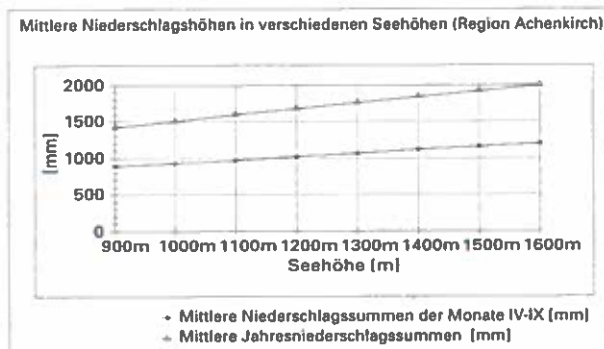 Mittlere Niederschlagshöhen in verschiedenen Seehöhen (Region Achenkirch)
2000
1500
1000
500
0
[mm]
900m 1000m 1100m 1200m 1300m 1400m 1500m 1600m
Seehöhe [m]
Mittlere Niederschlagssummen der Monate IV-IX [mm]
Mittlere Jahresniederschlagssummen [mm]